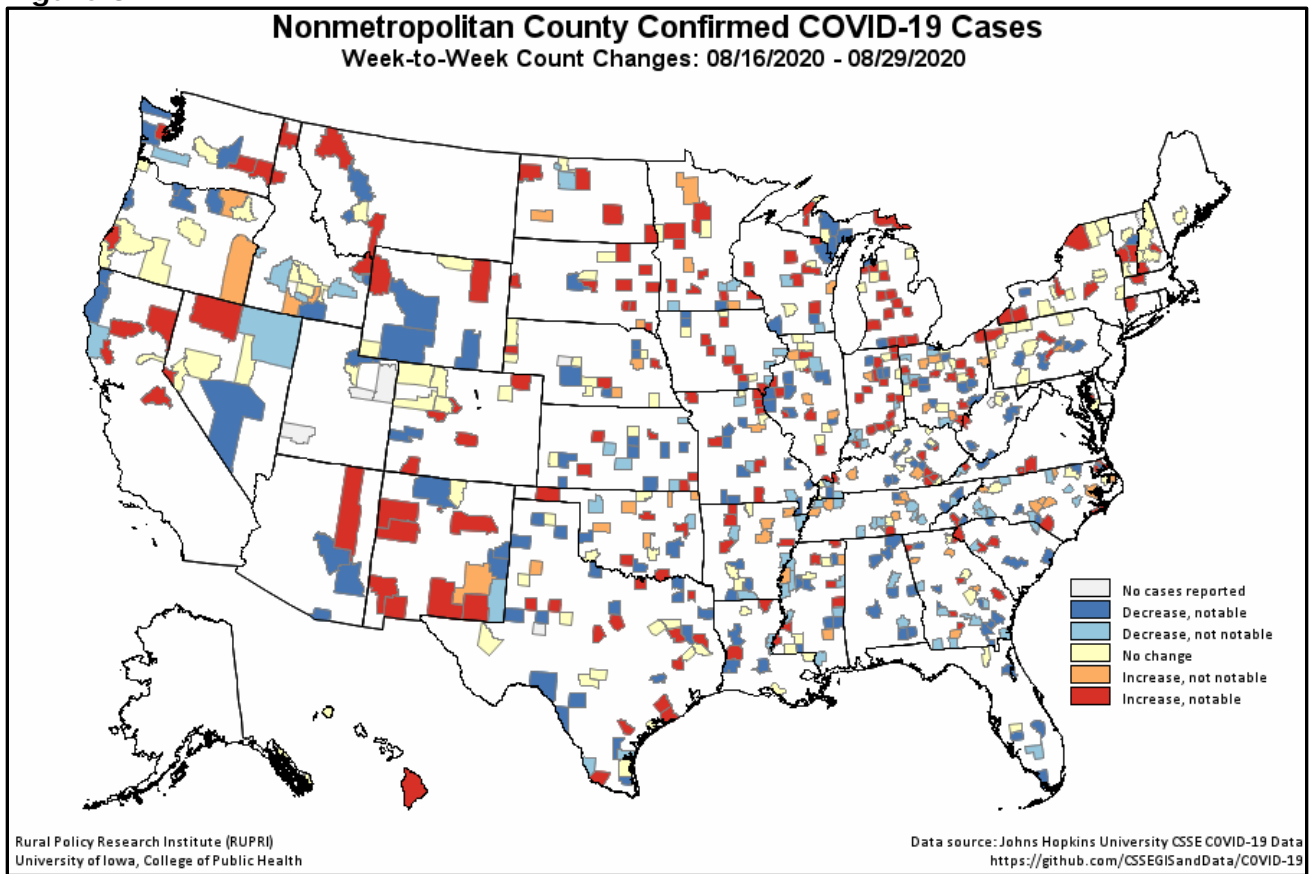 Nonmetropolitan County Confirmed COVID-19 Cases
Week-to-Week Count Changes: 08/16/2020 - 08/29/2020
No cases reported
Decrease, notable
Decrease, not notable
No change
Increase, not notable
Increase, notable
Rural Policy Research Institute (RUPRI)
University of Iowa, College of Public Health
Data source: Johns Hopkins University CSSE COVID-19 Data
https://github.com/CSSEGISandData/COVID-19